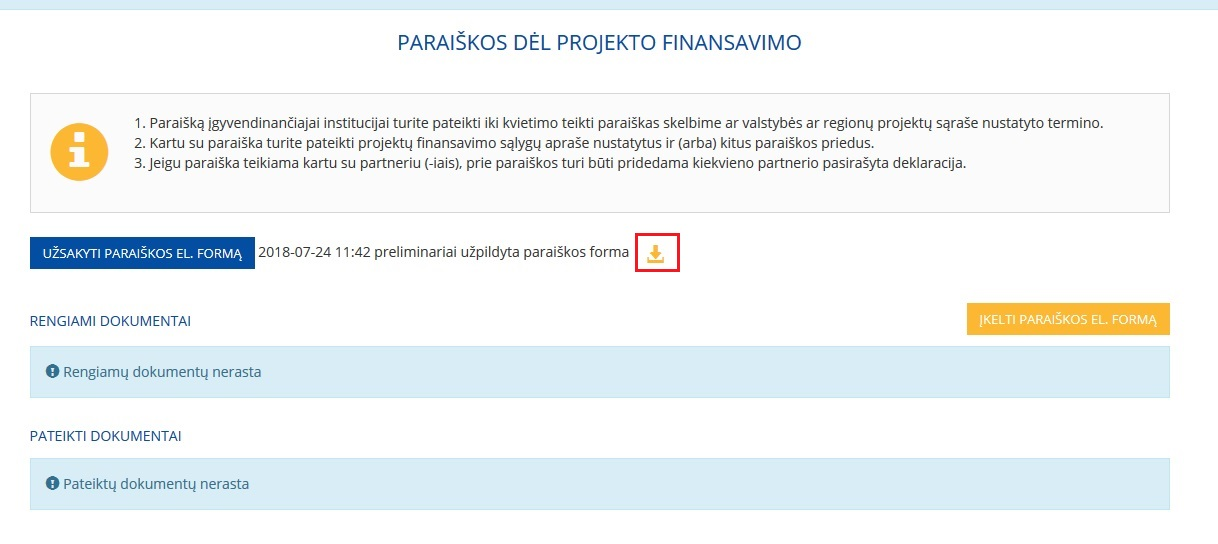 PARAIŠKOS DĖL PROJEKTO FINANSAVIMO
1. Paraišką įgyvendinančiajai institucijai turite pateikti iki kvietimo teikti paraiškas skelbime ar valstybės ar regionų projektų sąraše nustatyto termino.
2. Kartu su paraiška turite pateikti projektų finansavimo sąlygų apraše nustatytus ir (arba) kitus paraiškos priedus.
3. Jeigu paraiška teikiama kartu su partneriu (-iais), prie paraiškos turi būti pridedama kiekvieno partnerio pasirašyta deklaracija.
UŽSAKYTI PARAIŠKOS EL. FORMĄ 2018-07-24 11:42 preliminariai užpildyta paraiškos forma
RENGIAMI DOKUMENTAI
ĮKELTI PARAIŠKOS EL. FORMĄ
Rengiamų dokumentų nerasta
PATEIKTI DOKUMENTAI
Pateiktų dokumentų nerasta